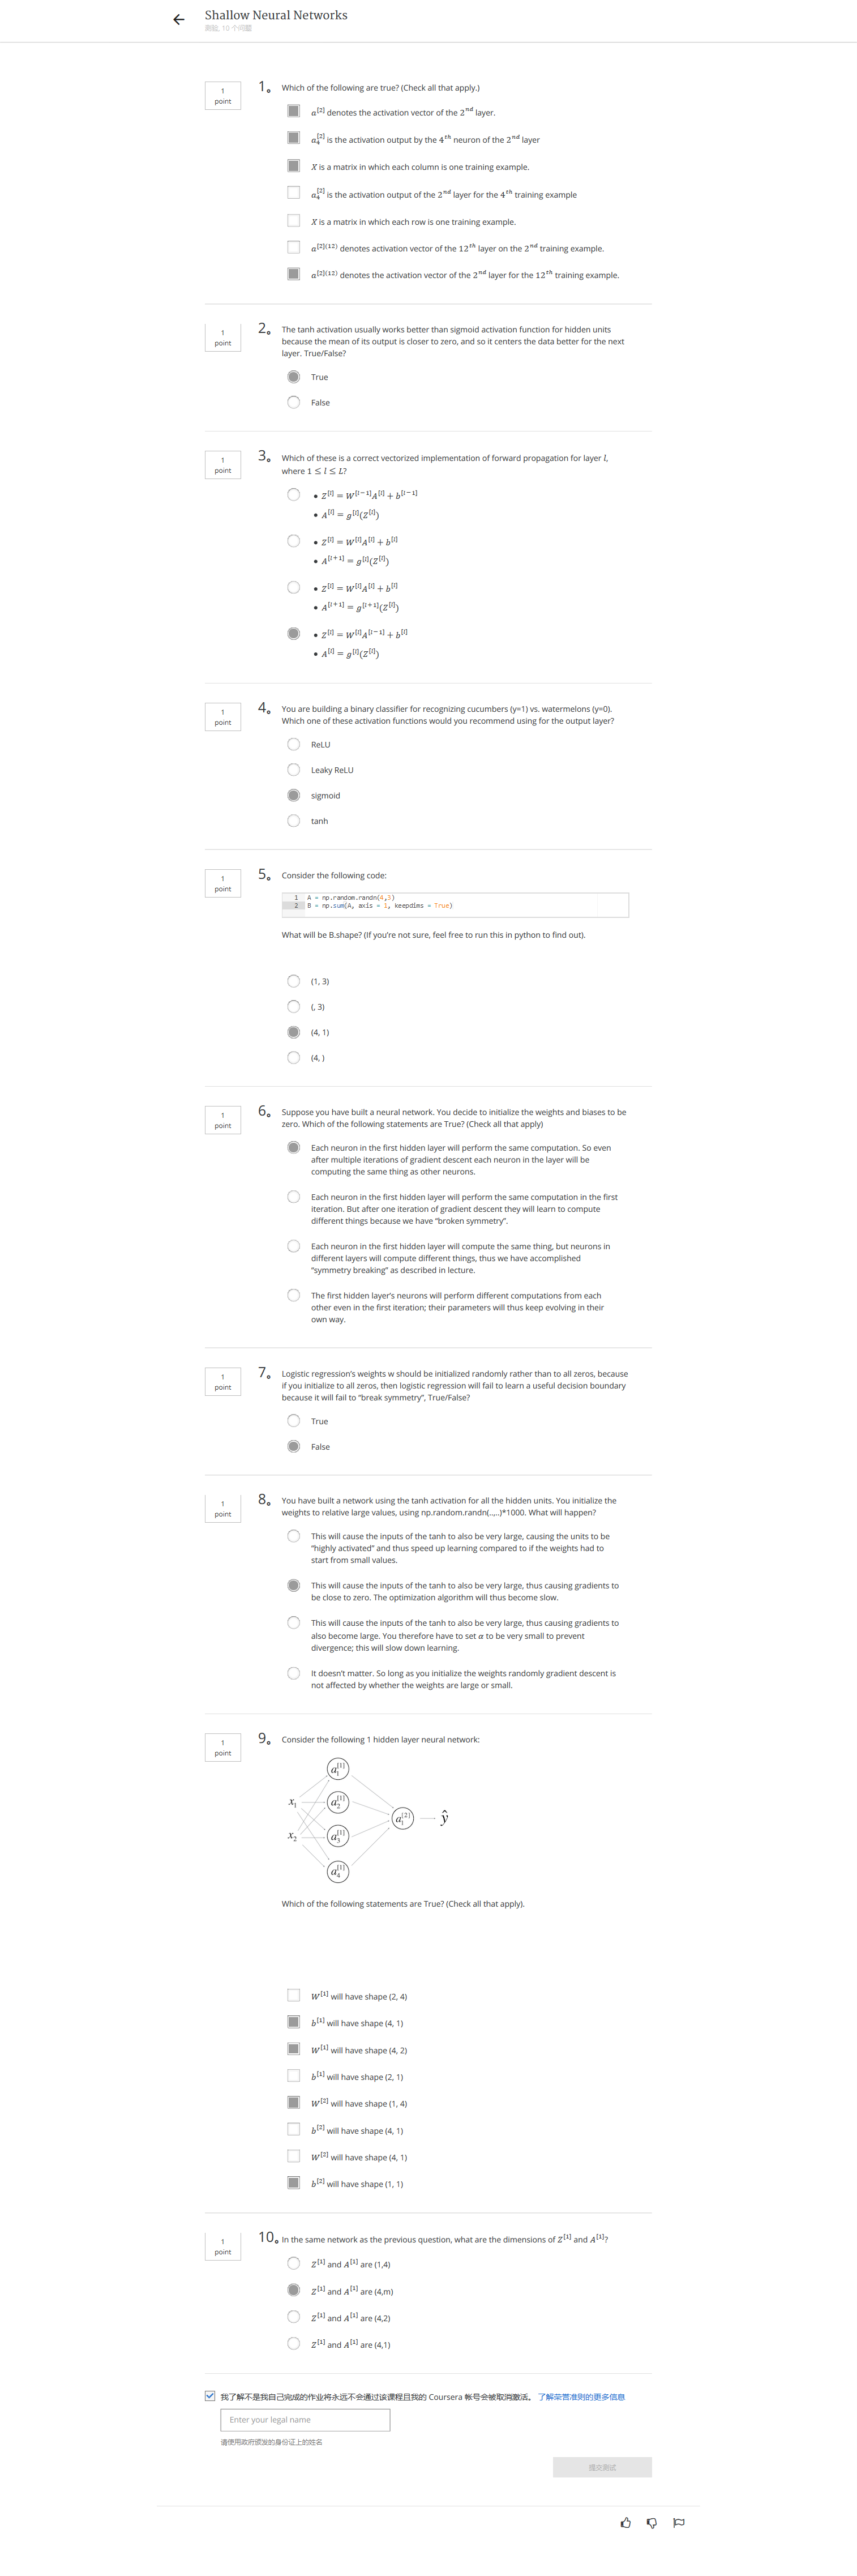 Shallow Neural Networks
测验, 10 个问题
1
point
1。
Which of the following are true? (Check all that apply.)
a^[2] denotes the activation vector of the 2^nd layer.
a_4^[2] is the activation output by the 4^th neuron of the 2^nd layer
X is a matrix in which each column is one training example.
a_4^[2] is the activation output of the 2^nd layer for the 4^th training example
X is a matrix in which each row is one training example.
a^[2](12) denotes activation vector of the 12^th layer on the 2^nd training example.
a^[2](12) denotes the activation vector of the 2^nd layer for the 12^th training example.
1
point
2。
The tanh activation usually works better than sigmoid activation function for hidden units
because the mean of its output is closer to zero, and so it centers the data better for the next
layer. True/False?
True
False
1
point
3。
Which of these is a correct vectorized implementation of forward propagation for layer l,
where 1 ≤ l ≤ L?
• Z^[l] = W^[l−1]A^[l] + b^[l−1]
• A^[l] = g^[l](Z^[l])
• Z^[l] = W^[l]A^[l] + b^[l]
• A^[l+1] = g^[l](Z^[l])
• Z^[l] = W^[l]A^[l] + b^[l]
• A^[l+1] = g^[l+1](Z^[l])
• Z^[l] = W^[l]A^[l−1] + b^[l]
• A^[l] = g^[l](Z^[l])
1
point
4。
You are building a binary classifier for recognizing cucumbers (y=1) vs. watermelons (y=0).
Which one of these activation functions would you recommend using for the output layer?
ReLU
Leaky ReLU
sigmoid
tanh
1
point
5。
Consider the following code:
1 A = np.random.randn(4,3)
2 B = np.sum(A, axis = 1, keepdims = True)
What will be B.shape? (If you're not sure, feel free to run this in python to find out).
(1, 3)
(, 3)
(4, 1)
(4, )
1
point
6。
Suppose you have built a neural network. You decide to initialize the weights and biases to be
zero. Which of the following statements are True? (Check all that apply)
Each neuron in the first hidden layer will perform the same computation. So even
after multiple iterations of gradient descent each neuron in the layer will be
computing the same thing as other neurons.
Each neuron in the first hidden layer will perform the same computation in the first
iteration. But after one iteration of gradient descent they will learn to compute
different things because we have “broken symmetry”.
Each neuron in the first hidden layer will compute the same thing, but neurons in
different layers will compute different things, thus we have accomplished
“symmetry breaking” as described in lecture.
The first hidden layer’s neurons will perform different computations from each
other even in the first iteration; their parameters will thus keep evolving in their
own way.
1
point
7。
Logistic regression’s weights w should be initialized randomly rather than to all zeros, because
if you initialize to all zeros, then logistic regression will fail to learn a useful decision boundary
because it will fail to “break symmetry”, True/False?
True
False
1
point
8。
You have built a network using the tanh activation for all the hidden units. You initialize the
weights to relative large values, using np.random.randn(..,..)*1000. What will happen?
This will cause the inputs of the tanh to also be very large, causing the units to be
“highly activated” and thus speed up learning compared to if the weights had to
start from small values.
This will cause the inputs of the tanh to also be very large, thus causing gradients to
be close to zero. The optimization algorithm will thus become slow.
This will cause the inputs of the tanh to also be very large, thus causing gradients to
also become large. You therefore have to set α to be very small to prevent
divergence; this will slow down learning.
It doesn’t matter. So long as you initialize the weights randomly gradient descent is
not affected by whether the weights are large or small.
1
point
9。
Consider the following 1 hidden layer neural network:
a_1^[1]
x_1
a_2^[1]
a_1^[2]
ŷ
x_2
a_3^[1]
a_4^[1]
Which of the following statements are True? (Check all that apply).
W^[1] will have shape (2, 4)
b^[1] will have shape (4, 1)
W^[1] will have shape (4, 2)
b^[1] will have shape (2, 1)
W^[2] will have shape (1, 4)
b^[2] will have shape (4, 1)
W^[2] will have shape (4, 1)
b^[2] will have shape (1, 1)
1
point
10。
In the same network as the previous question, what are the dimensions of Z^[1] and A^[1]?
Z^[1] and A^[1] are (1,4)
Z^[1] and A^[1] are (4,m)
Z^[1] and A^[1] are (4,2)
Z^[1] and A^[1] are (4,1)
我了解不是我自己完成的作业将永远不会通过该课程且我的 Coursera 帐号会被取消激活。 了解荣誉准则的更多信息
Enter your legal name
请使用政府颁发的身份证上的姓名
提交测试